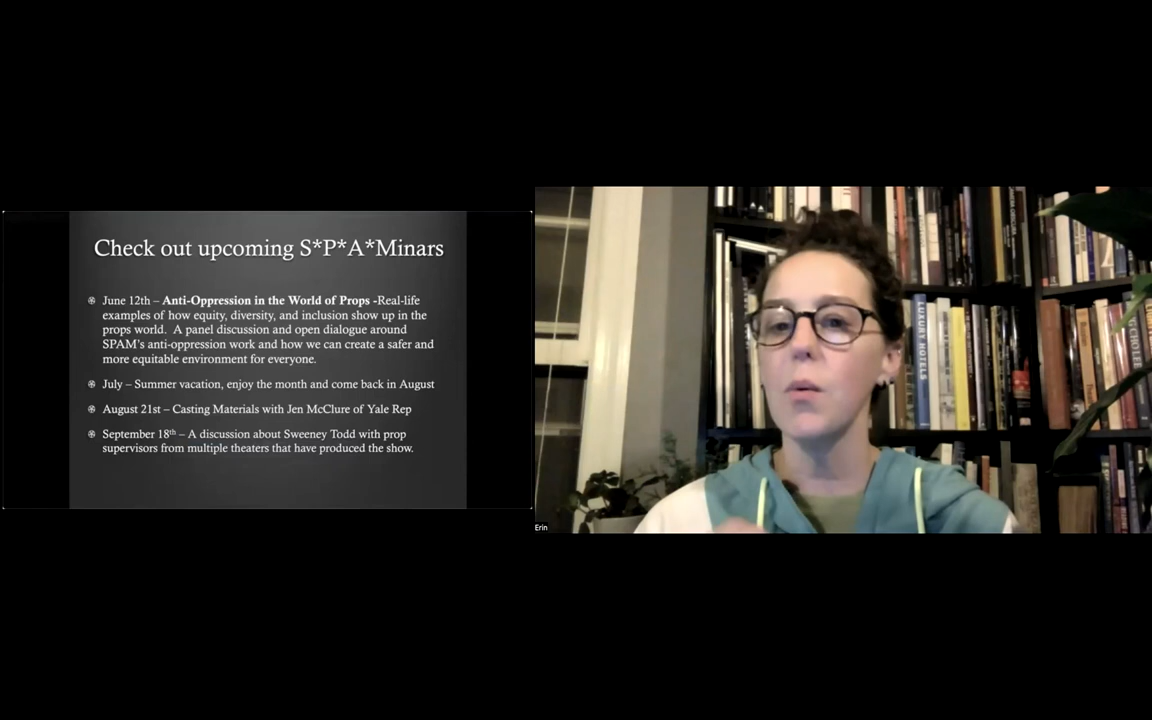 Check out upcoming S*P*A*Minars
June 12th – Anti-Oppression in the World of Props -Real-life
examples of how equity, diversity, and inclusion show up in the
props world. A panel discussion and open dialogue around
SPAM's anti-oppression work and how we can create a safer and
more equitable environment for everyone.
July – Summer vacation, enjoy the month and come back in August
August 21st – Casting Materials with Jen McClure of Yale Rep
September 18th – A discussion about Sweeney Todd with prop
supervisors from multiple theaters that have produced the show.
LUXURY HOTELS
Erin